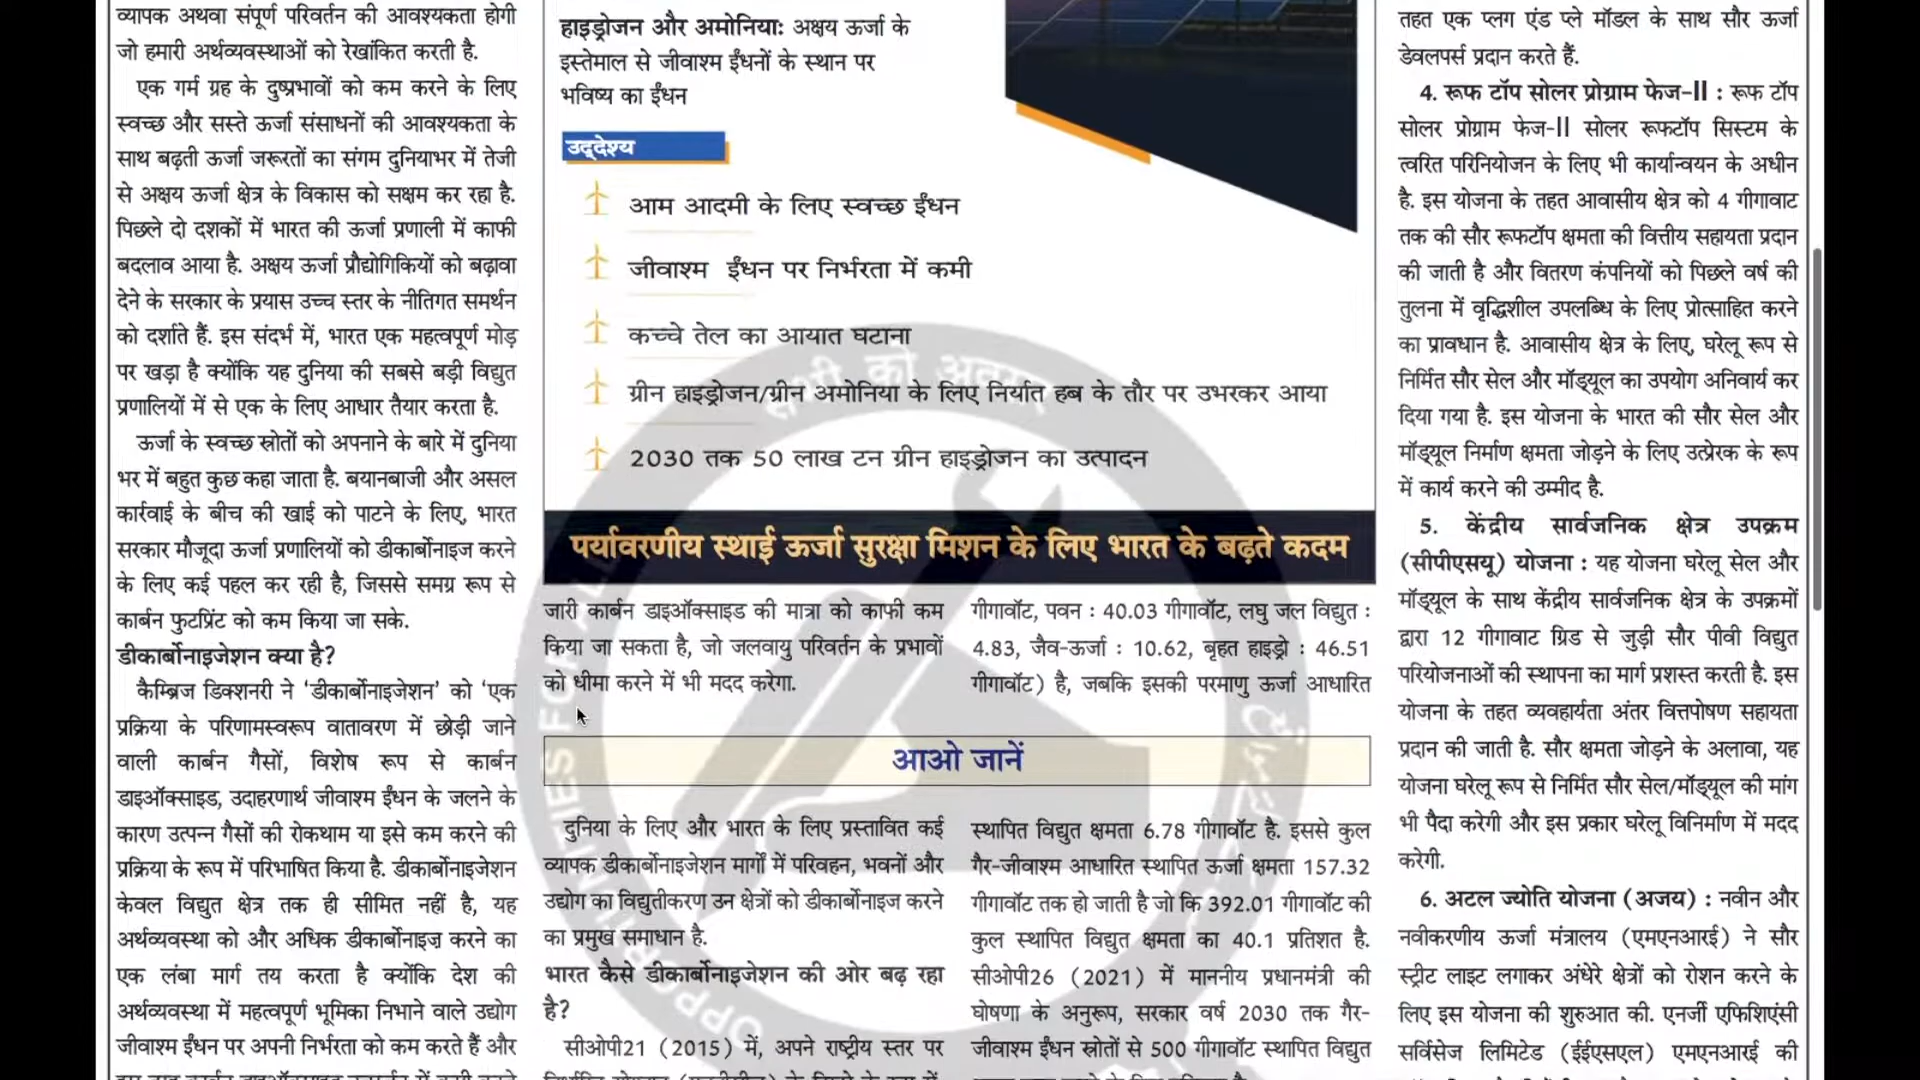 व्यापक अथवा संपूर्ण परिवर्तन की आवश्यकता होगी
जो हमारी अर्थव्यवस्थाओं को रेखांकित करती है.
एक गर्म ग्रह के दुष्प्रभावों को कम करने के लिए
स्वच्छ और सस्ते ऊर्जा संसाधनों की आवश्यकता के
साथ बढ़ती ऊर्जा जरूरतों का संगम दुनियाभर में तेजी
से अक्षय ऊर्जा क्षेत्र के विकास को सक्षम कर रहा है.
पिछले दो दशकों में भारत की ऊर्जा प्रणाली में काफी
बदलाव आया है. अक्षय ऊर्जा प्रौद्योगिकियों को बढ़ावा
देने के सरकार के प्रयास उच्च स्तर के नीतिगत समर्थन
को दर्शाते हैं. इस संदर्भ में, भारत एक महत्वपूर्ण मोड़
पर खड़ा है क्योंकि यह दुनिया की सबसे बड़ी विद्युत
प्रणालियों में से एक के लिए आधार तैयार करता है.
ऊर्जा के स्वच्छ स्रोतों को अपनाने के बारे में दुनिया
भर में बहुत कुछ कहा जाता है. बयानबाजी और असल
कार्रवाई के बीच की खाई को पाटने के लिए, भारत
सरकार मौजूदा ऊर्जा प्रणालियों को डीकार्बोनाइज करने
के लिए कई पहल कर रही है, जिससे समग्र रूप से
कार्बन फुटप्रिंट को कम किया जा सके.
डीकार्बोनाइजेशन क्या है?
कैम्ब्रिज डिक्शनरी ने 'डीकार्बोनाइजेशन' को 'एक
प्रक्रिया के परिणामस्वरूप वातावरण में छोड़ी जाने
वाली कार्बन गैसों, विशेष रूप से कार्बन
डाइऑक्साइड, उदाहरणार्थ जीवाश्म ईंधन के जलने के
कारण उत्पन्न गैसों की रोकथाम या इसे कम करने की
प्रक्रिया के रूप में परिभाषित किया है. डीकार्बोनाइजेशन
केवल विद्युत क्षेत्र तक ही सीमित नहीं है, यह
अर्थव्यवस्था को और अधिक डीकार्बोनाइज़ करने का
एक लंबा मार्ग तय करता है क्योंकि देश की
अर्थव्यवस्था में महत्वपूर्ण भूमिका निभाने वाले उद्योग
जीवाश्म ईंधन पर अपनी निर्भरता को कम करते हैं और
हाइड्रोजन और अमोनिया: अक्षय ऊर्जा के
इस्तेमाल से जीवाश्म ईंधनों के स्थान पर
भविष्य का ईंधन
उद्देश्य
आम आदमी के लिए स्वच्छ ईंधन
जीवाश्म ईंधन पर निर्भरता में कमी
कच्चे तेल का आयात घटाना
ग्रीन हाइड्रोजन/ग्रीन अमोनिया के लिए निर्यात हब के तौर पर उभरकर आया
2030 तक 50 लाख टन ग्रीन हाइड्रोजन का उत्पादन
पर्यावरणीय स्थाई ऊर्जा सुरक्षा मिशन के लिए भारत के बढ़ते कदम
जारी कार्बन डाइऑक्साइड की मात्रा को काफी कम
किया जा सकता है, जो जलवायु परिवर्तन के प्रभावों
को धीमा करने में भी मदद करेगा.
गीगावॉट, पवन : 40.03 गीगावॉट, लघु जल विद्युत :
4.83, जैव-ऊर्जा : 10.62, बृहत हाइड्रो : 46.51
गीगावॉट) है, जबकि इसकी परमाणु ऊर्जा आधारित
आओ जानें
दुनिया के लिए और भारत के लिए प्रस्तावित कई
व्यापक डीकार्बोनाइजेशन मार्गों में परिवहन, भवनों और
उद्योग का विद्युतीकरण उन क्षेत्रों को डीकार्बोनाइज करने
का प्रमुख समाधान है.
भारत कैसे डीकार्बोनाइजेशन की ओर बढ़ रहा
है?
सीओपी21 (2015) में, अपने राष्ट्रीय स्तर पर
स्थापित विद्युत क्षमता 6.78 गीगावॉट है. इससे कुल
गैर-जीवाश्म आधारित स्थापित ऊर्जा क्षमता 157.32
गीगावॉट तक हो जाती है जो कि 392.01 गीगावॉट की
कुल स्थापित विद्युत क्षमता का 40.1 प्रतिशत है.
सीओपी26 (2021) में माननीय प्रधानमंत्री की
घोषणा के अनुरूप, सरकार वर्ष 2030 तक गैर-
जीवाश्म ईंधन स्रोतों से 500 गीगावॉट स्थापित विद्युत
तहत एक प्लग एंड प्ले मॉडल के साथ सौर ऊर्जा
डेवलपर्स प्रदान करते हैं.
4. रूफ टॉप सोलर प्रोग्राम फेज-II : रूफ टॉप
सोलर प्रोग्राम फेज-II सोलर रूफटॉप सिस्टम के
त्वरित परिनियोजन के लिए भी कार्यान्वयन के अधीन
है. इस योजना के तहत आवासीय क्षेत्र को 4 गीगावाट
तक की सौर रूफटॉप क्षमता की वित्तीय सहायता प्रदान
की जाती है और वितरण कंपनियों को पिछले वर्ष की
तुलना में वृद्धिशील उपलब्धि के लिए प्रोत्साहित करने
का प्रावधान है. आवासीय क्षेत्र के लिए, घरेलू रूप से
निर्मित सौर सेल और मॉड्यूल का उपयोग अनिवार्य कर
दिया गया है. इस योजना के भारत की सौर सेल और
मॉड्यूल निर्माण क्षमता जोड़ने के लिए उत्प्रेरक के रूप
में कार्य करने की उम्मीद है.
5. केंद्रीय सार्वजनिक क्षेत्र उपक्रम
(सीपीएसयू) योजना : यह योजना घरेलू सेल और
मॉड्यूल के साथ केंद्रीय सार्वजनिक क्षेत्र के उपक्रमों
द्वारा 12 गीगावाट ग्रिड से जुड़ी सौर पीवी विद्युत
परियोजनाओं की स्थापना का मार्ग प्रशस्त करती है. इस
योजना के तहत व्यवहार्यता अंतर वित्तपोषण सहायता
प्रदान की जाती है. सौर क्षमता जोड़ने के अलावा, यह
योजना घरेलू रूप से निर्मित सौर सेल/मॉड्यूल की मांग
भी पैदा करेगी और इस प्रकार घरेलू विनिर्माण में मदद
करेगी.
6. अटल ज्योति योजना (अजय) : नवीन और
नवीकरणीय ऊर्जा मंत्रालय (एमएनआरई) ने सौर
स्ट्रीट लाइट लगाकर अंधेरे क्षेत्रों को रोशन करने के
लिए इस योजना की शुरुआत की. एनर्जी एफिशिएंसी
सर्विसेज लिमिटेड (ईईएसएल) एमएनआरई की